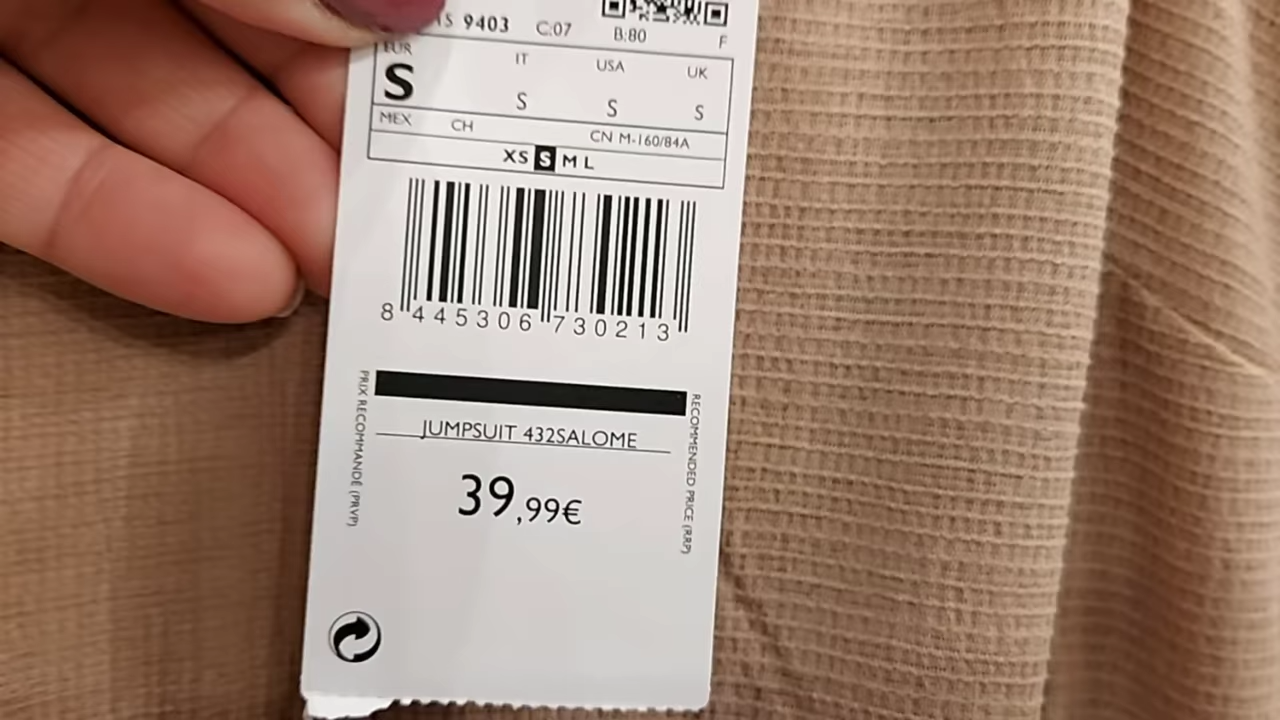 9403 C:07 B:80 F
EUR IT USA UK
S S S S
MEX CH CN M-160/84A
XS S M L
8 445306 730213
PRIX RECOMMANDÉ (PRVP)
RECOMMENDED PRICE (RRP)
JUMPSUIT 432SALOME
39,99€